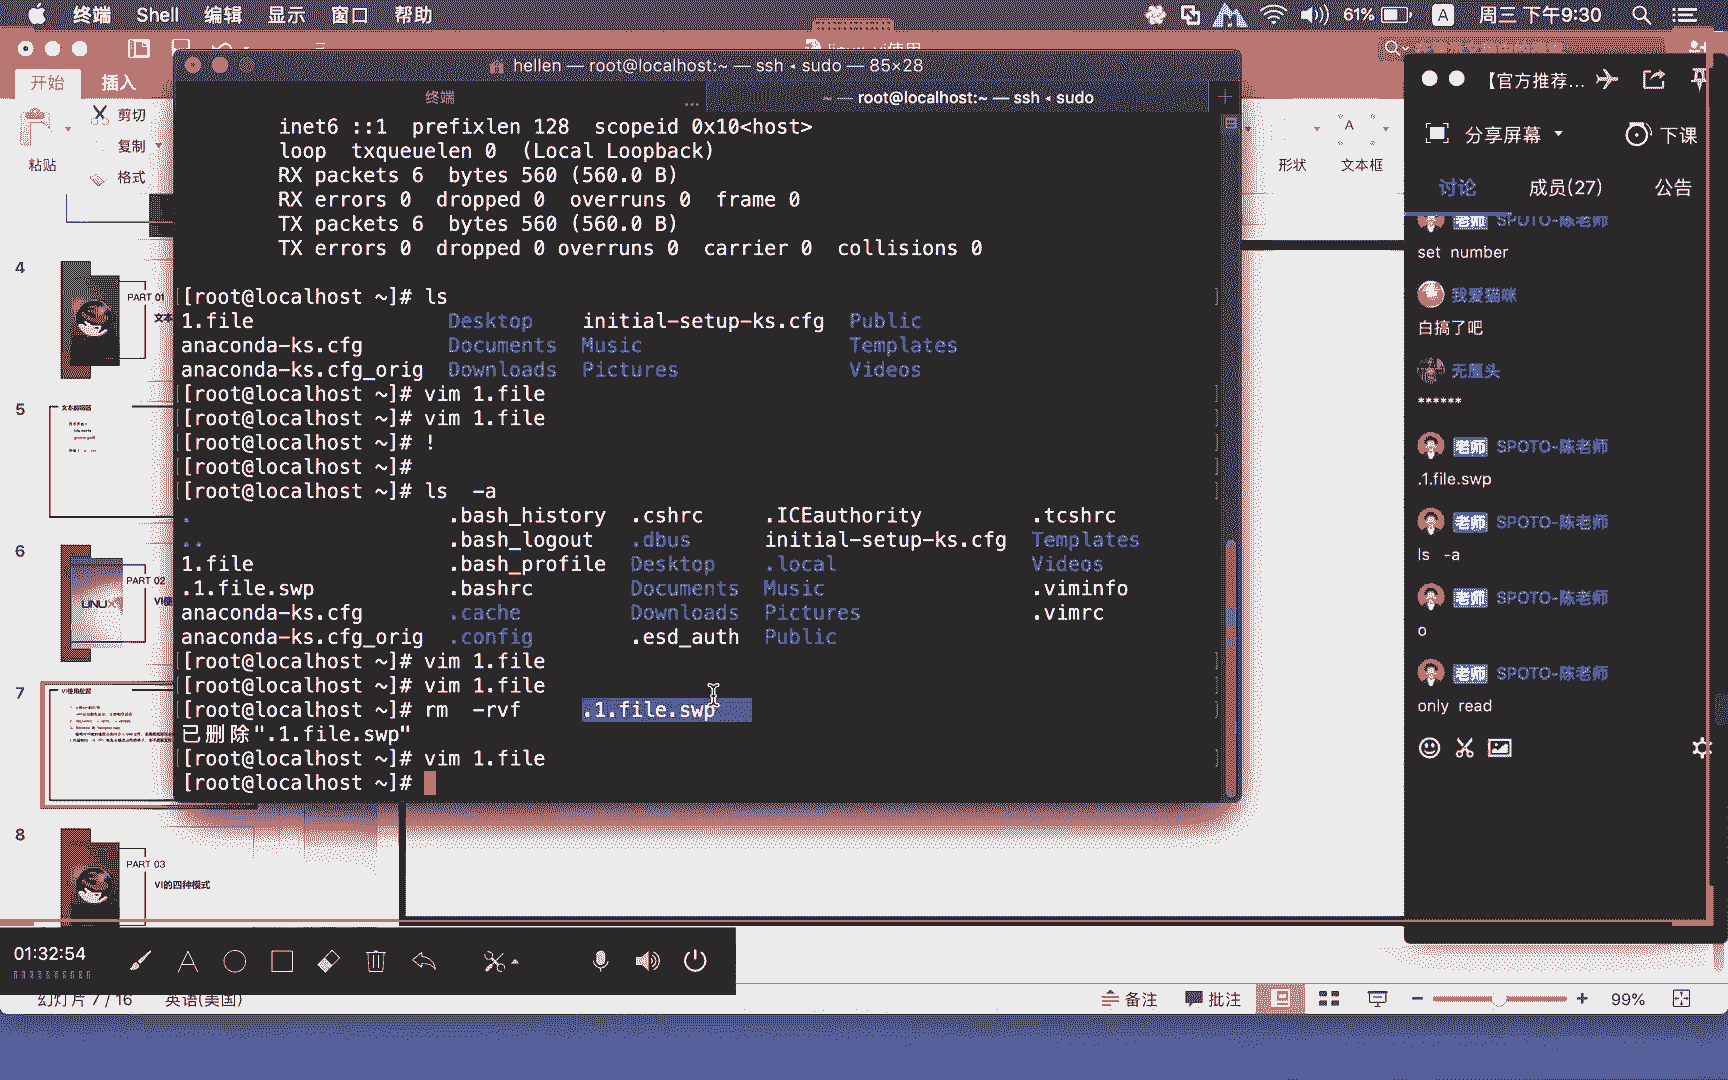 终端 Shell 编辑 显示 窗口 帮助 61% A 周三 下午9:30
hellen — root@localhost:~ — ssh • sudo — 85×28
终端 ... ~ — root@localhost:~ — ssh • sudo +
开始 插入
剪切
复制
粘贴 格式
形状 文本框
inet6 ::1 prefixlen 128 scopeid 0x10<host>
loop txqueuelen 0 (Local Loopback)
RX packets 6 bytes 560 (560.0 B)
RX errors 0 dropped 0 overruns 0 frame 0
TX packets 6 bytes 560 (560.0 B)
TX errors 0 dropped 0 overruns 0 carrier 0 collisions 0
[root@localhost ~]# ls
1.file Desktop initial-setup-ks.cfg Public
anaconda-ks.cfg Documents Music Templates
anaconda-ks.cfg_orig Downloads Pictures Videos
[root@localhost ~]# vim 1.file
[root@localhost ~]# vim 1.file
[root@localhost ~]# !
[root@localhost ~]#
[root@localhost ~]# ls -a
. .bash_history .cshrc .ICEauthority .tcshrc
.. .bash_logout .dbus initial-setup-ks.cfg Templates
1.file .bash_profile Desktop .local Videos
.1.file.swp .bashrc Documents Music .viminfo
anaconda-ks.cfg .cache Downloads Pictures .vimrc
anaconda-ks.cfg_orig .config .esd_auth Public
[root@localhost ~]# vim 1.file
[root@localhost ~]# vim 1.file
[root@localhost ~]# rm -rvf .1.file.swp
已删除".1.file.swp"
[root@localhost ~]# vim 1.file
[root@localhost ~]#
4
PART 01
5
文本编辑器
6
PART 02
LINUX
7
8
PART 03
VI的四种模式
【官方推荐...
分享屏幕 下课
讨论 成员(27) 公告
老师 SPOTO-陈老师
set number
我爱猫咪
白搞了吧
无厘头
******
老师 SPOTO-陈老师
.1.file.swp
老师 SPOTO-陈老师
ls -a
老师 SPOTO-陈老师
o
老师 SPOTO-陈老师
only read
01:32:54
幻灯片 7 / 16 英语(美国)
备注 批注 99%